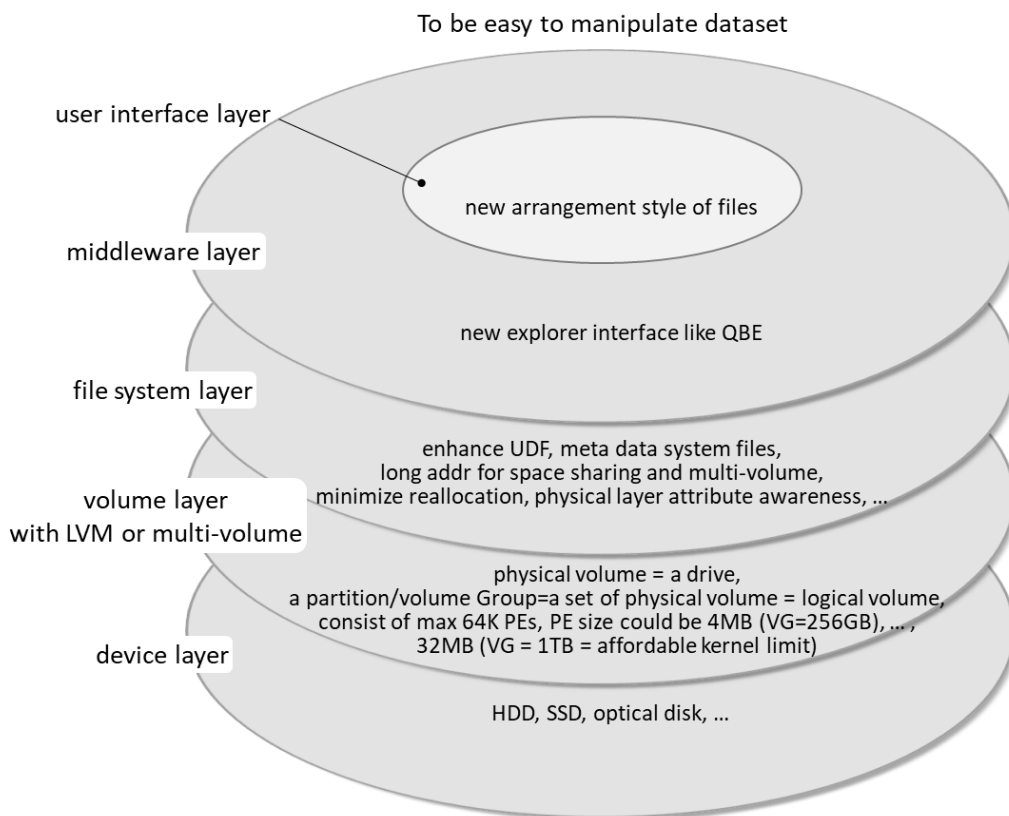 To be easy to manipulate dataset
user interface layer
new arrangement style of files
middleware layer
new explorer interface like QBE
file system layer
enhance UDF, meta data system files,
long addr for space sharing and multi-volume,
minimize reallocation, physical layer attribute awareness, ...
volume layer
with LVM or multi-volume
physical volume = a drive,
a partition/volume Group=a set of physical volume = logical volume,
consist of max 64K PEs, PE size could be 4MB (VG=256GB), ... ,
32MB (VG = 1TB = affordable kernel limit)
device layer
HDD, SSD, optical disk, ...